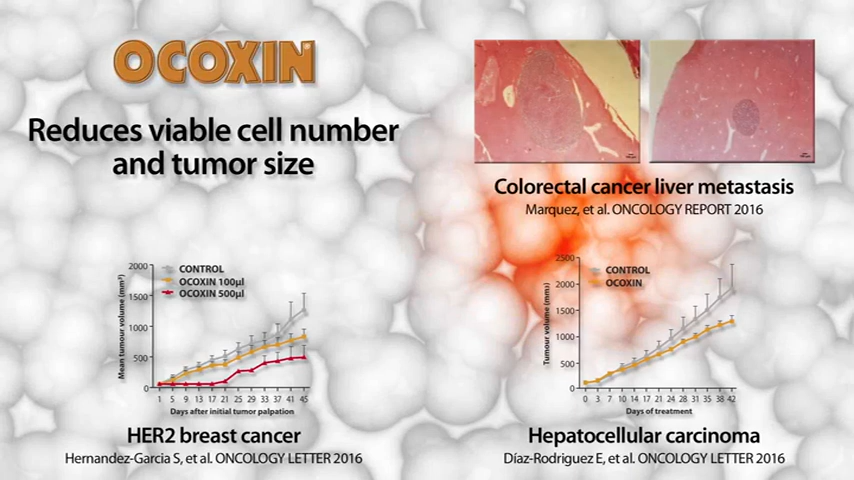 OCOXIN
Reduces viable cell number
and tumor size
Colorectal cancer liver metastasis
Marquez, et al. ONCOLOGY REPORT 2016
Mean tumour volume (mm³)
2000
1500
1000
500
0
CONTROL
OCOXIN 100µl
OCOXIN 500µl
1 5 9 13 17 21 25 29 33 37 41 45
Days after initial tumor palpation
HER2 breast cancer
Hernandez-Garcia S, et al. ONCOLOGY LETTER 2016
Tumour volume (mm3)
2500
2000
1500
1000
500
0
CONTROL
OCOXIN
0 3 7 10 14 17 21 24 28 31 35 38 42
Days of treatment
Hepatocellular carcinoma
Díaz-Rodriguez E, et al. ONCOLOGY LETTER 2016